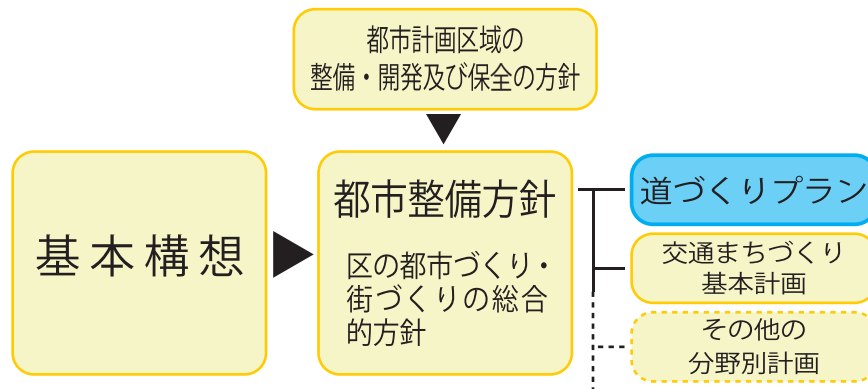 都市計画区域の
整備・開発及び保全の方針
基本構想
都市整備方針
区の都市づくり・
街づくりの総合
的方針
道づくりプラン
交通まちづくり
基本計画
その他の
分野別計画